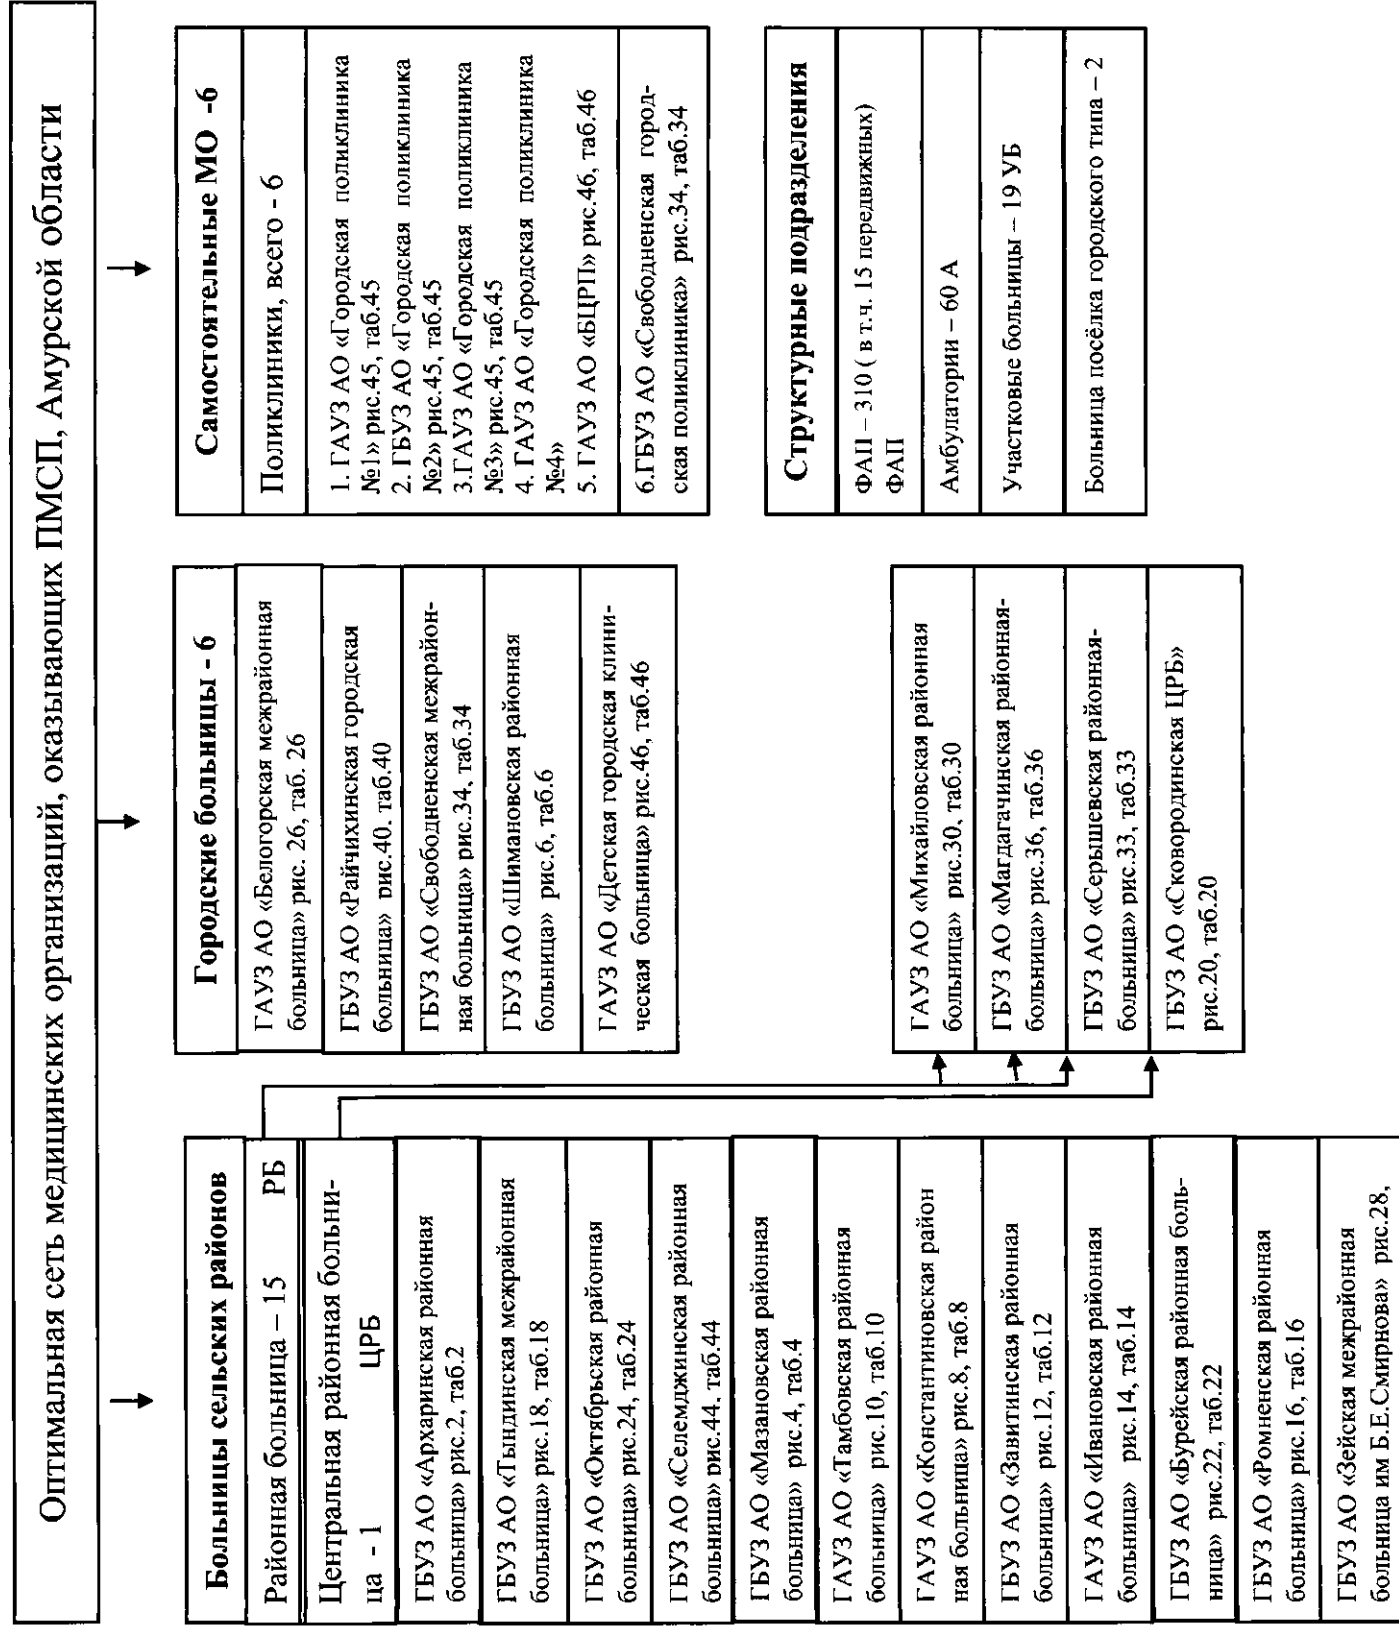 Оптимальная сеть медицинских организаций, оказывающих ПМСП, Амурской области
Больницы сельских районов
Районная больница – 15 РБ
Центральная районная больни-
ца - 1 ЦРБ
ГБУЗ АО «Архаринская районная
больница» рис.2, таб.2
ГБУЗ АО «Тындинская межрайонная
больница» рис.18, таб.18
ГБУЗ АО «Октябрьская районная
больница» рис.24, таб.24
ГБУЗ АО «Селемджинская районная
больница» рис.44. таб.44
ГБУЗ АО «Мазановская районная
больница» рис.4, таб.4
ГАУЗ АО «Тамбовская районная
больница» рис.10, таб.10
ГАУЗ АО «Константиновская район
ная больница» рис.8, таб.8
ГБУЗ АО «Завитинская районная
больница» рис.12, таб.12
ГАУЗ АО «Ивановская районная
больница» рис.14, таб.14
ГБУЗ АО «Бурейская районная боль-
ница» рис.22, таб.22
ГБУЗ АО «Ромненская районная
больница» рис.16, таб.16
ГБУЗ АО «Зейская межрайонная
больница им Б.Е.Смирнова» рис.28,
Городские больницы - 6
ГАУЗ АО «Белогорская межрайонная
больница» рис. 26, таб. 26
ГБУЗ АО «Райчихинская городская
больница» рис.40. таб.40
ГБУЗ АО «Свободненская межрайон-
ная больница» рис.34, таб.34
ГБУЗ АО «Шимановская районная
больница» рис.6, таб.6
ГАУЗ АО «Детская городская клини-
ческая больница» рис.46, таб.46
ГАУЗ АО «Михайловская районная
больница» рис.30, таб.30
ГБУЗ АО «Магдагачинская районная-
больница» рис.36, таб.36
ГБУЗ АО «Серышевская районная-
больница» рис.33, таб.33
ГБУЗ АО «Сковородинская ЦРБ»
рис.20, таб.20
Самостоятельные МО -6
Поликлиники, всего - 6
1. ГАУЗ АО «Городская поликлиника
№1» рис.45, таб.45
2. ГБУЗ АО «Городская поликлиника
№2» рис.45, таб.45
3.ГАУЗ АО «Городская поликлиника
№3» рис.45, таб.45
4. ГАУЗ АО «Городская поликлиника
№4»
5. ГАУЗ АО «БЦРП» рис.46, таб.46
6.ГБУЗ АО «Свободненская город-
ская поликлиника» рис.34, таб.34
Структурные подразделения
ФАП – 310 ( в т.ч. 15 передвижных)
ФАП
Амбулатории – 60 А
Участковые больницы – 19 УБ
Больница посёлка городского типа – 2